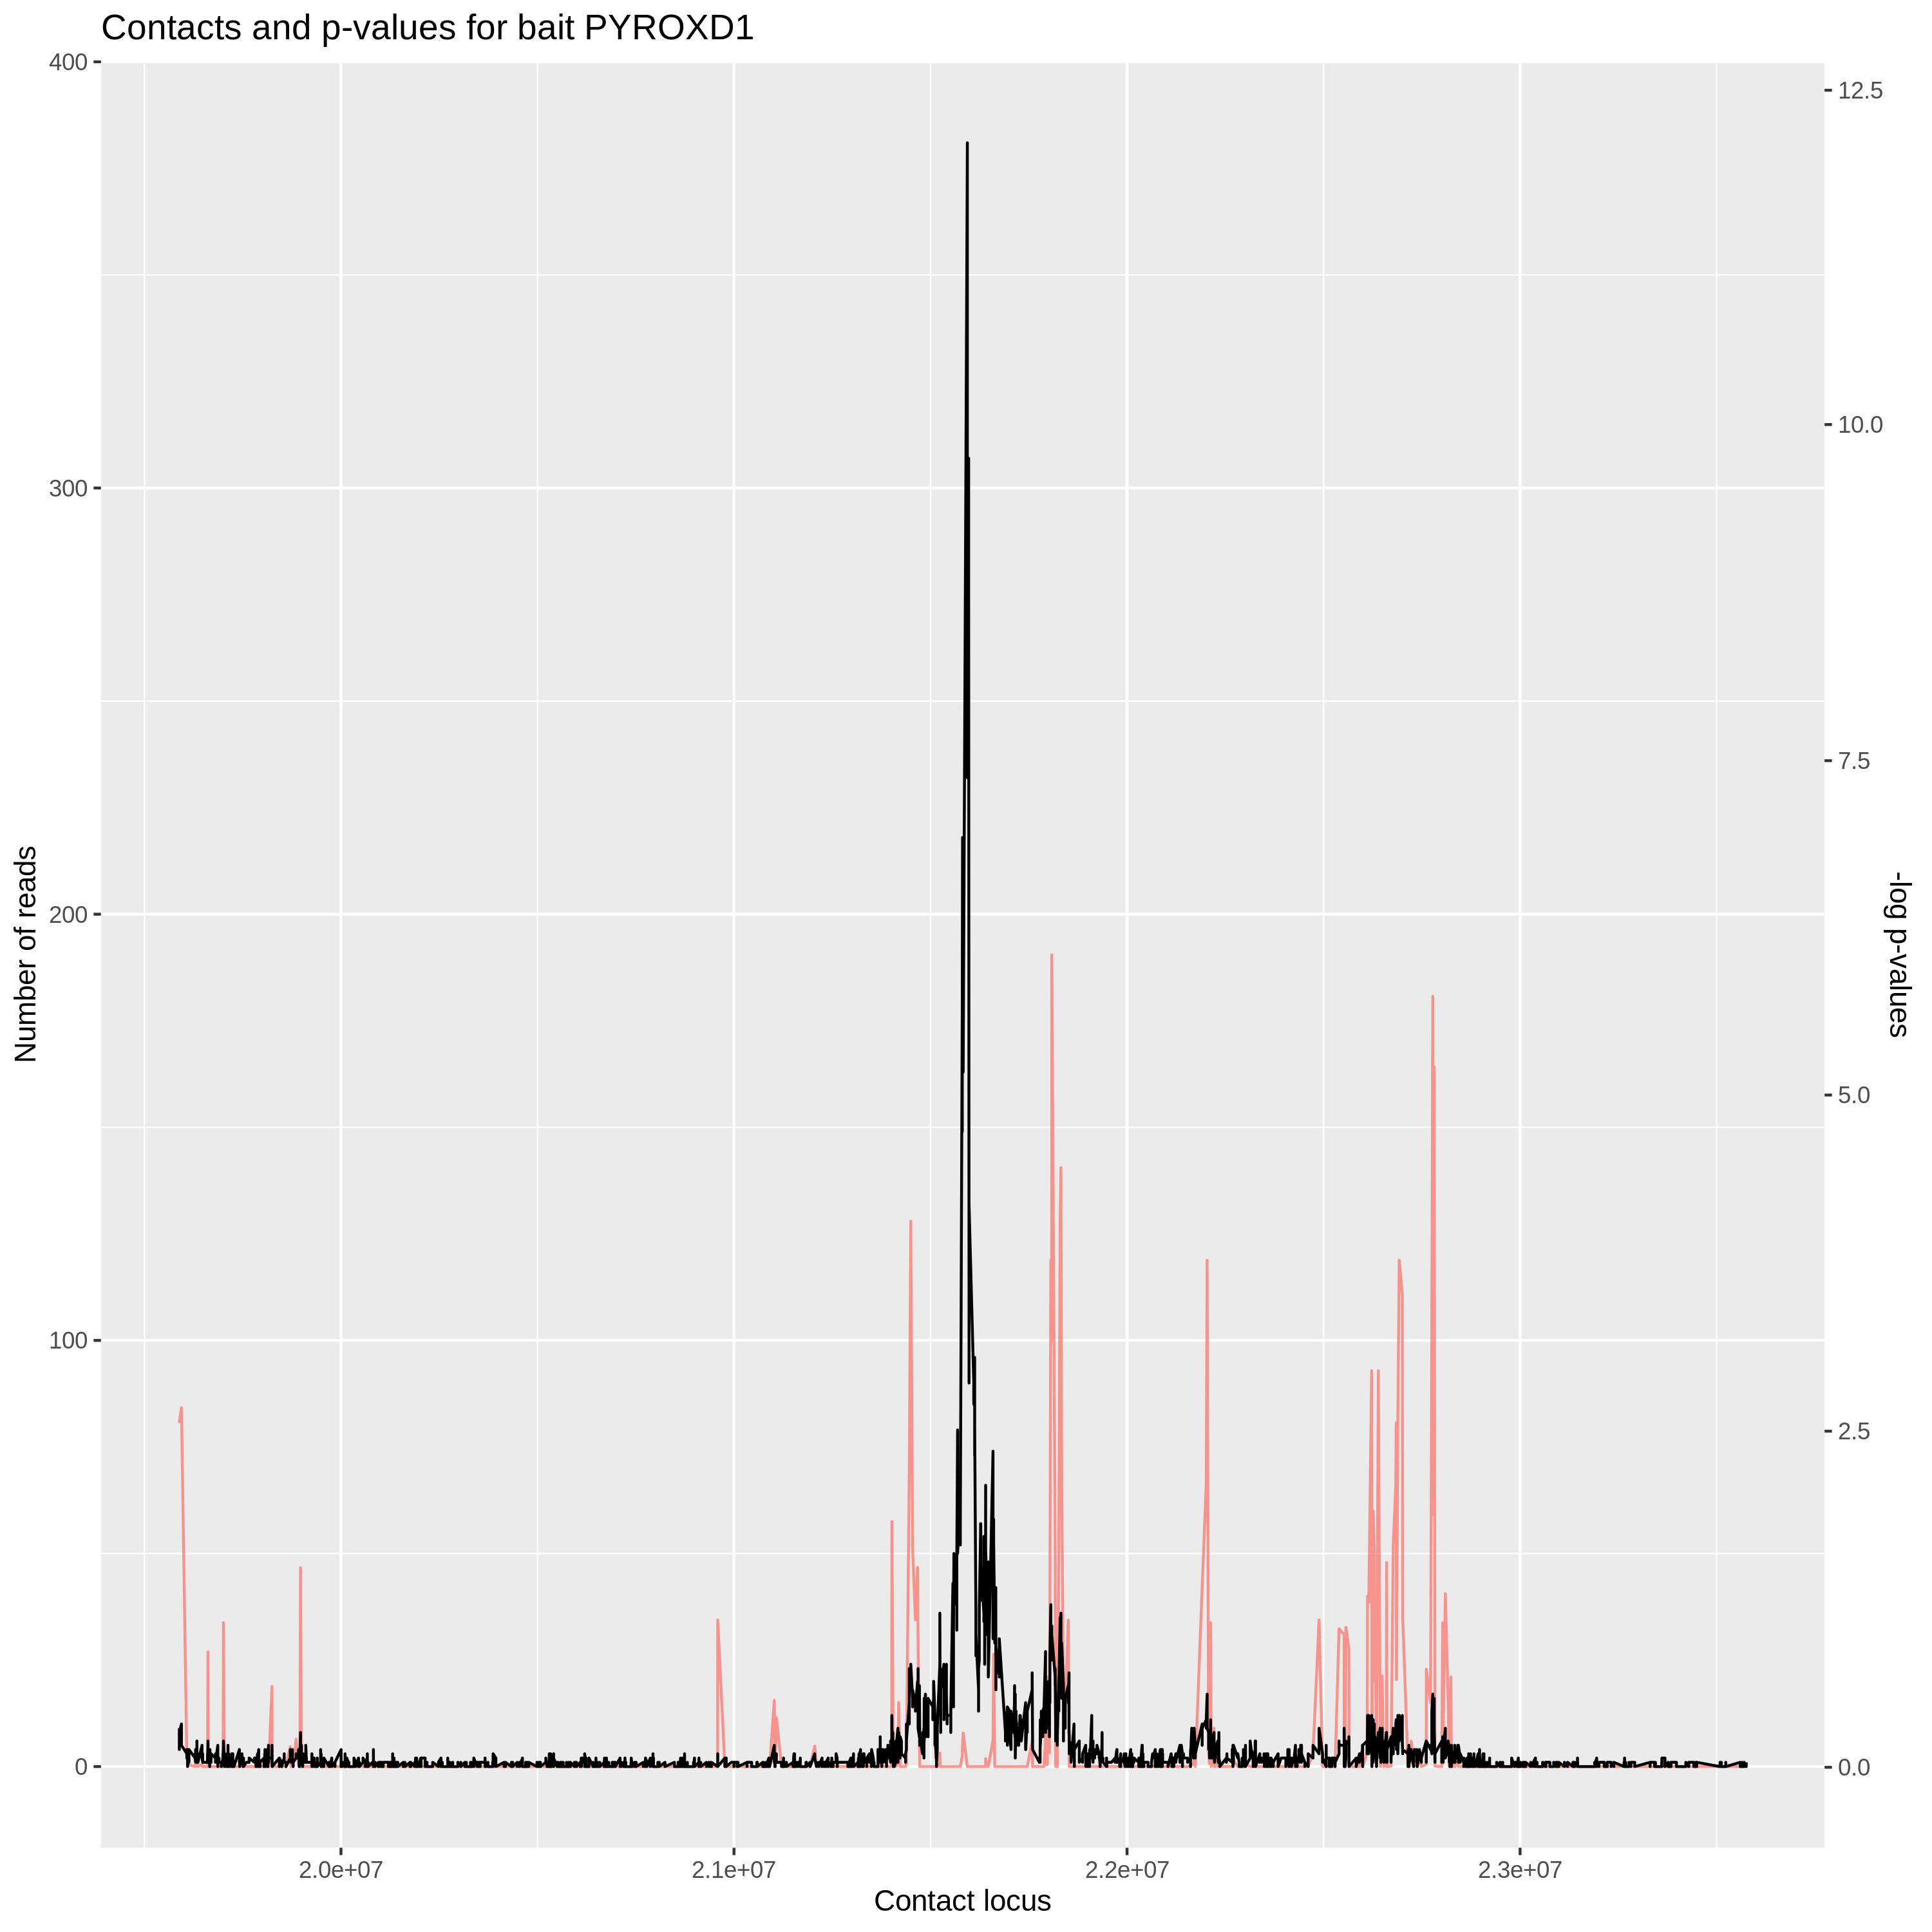 Contacts and p-values for bait PYROXD1
400
300
200
100
0
Number of reads
12.5
10.0
7.5
5.0
2.5
0.0
-log p-values
2.0e+07
2.1e+07
2.2e+07
2.3e+07
Contact locus